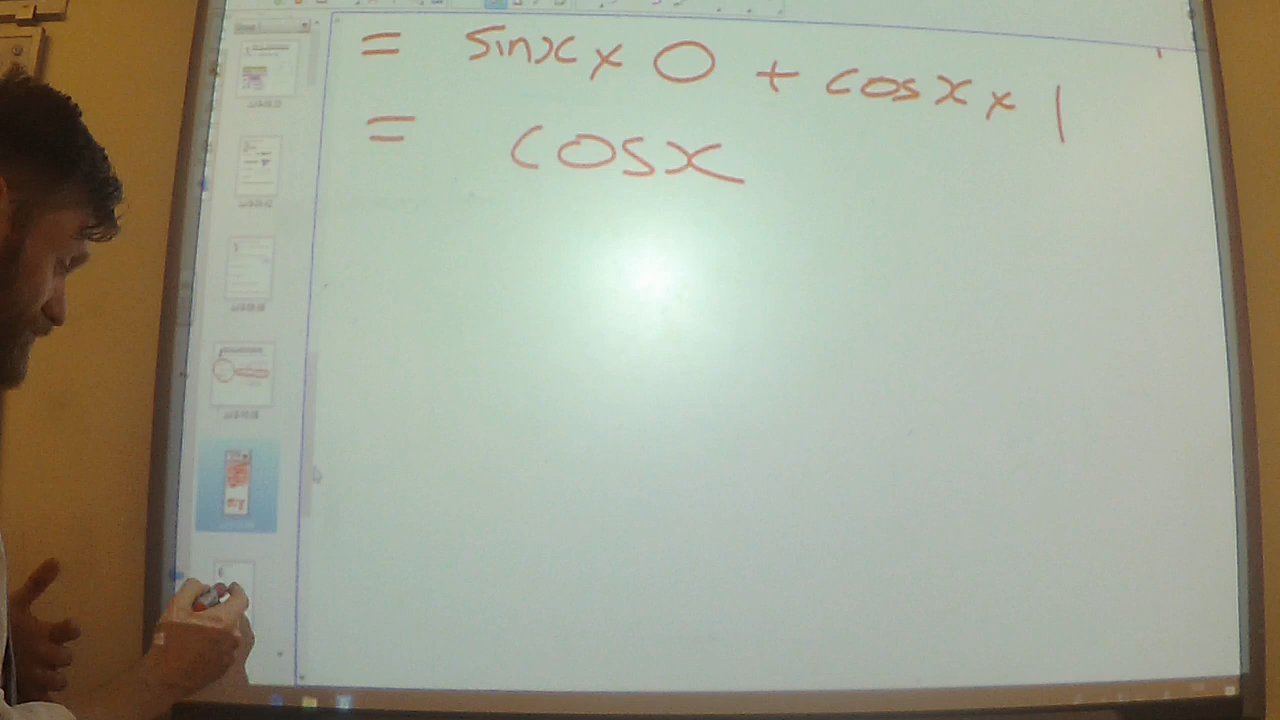 = sinx × 0 + cosx × 1
= cosx